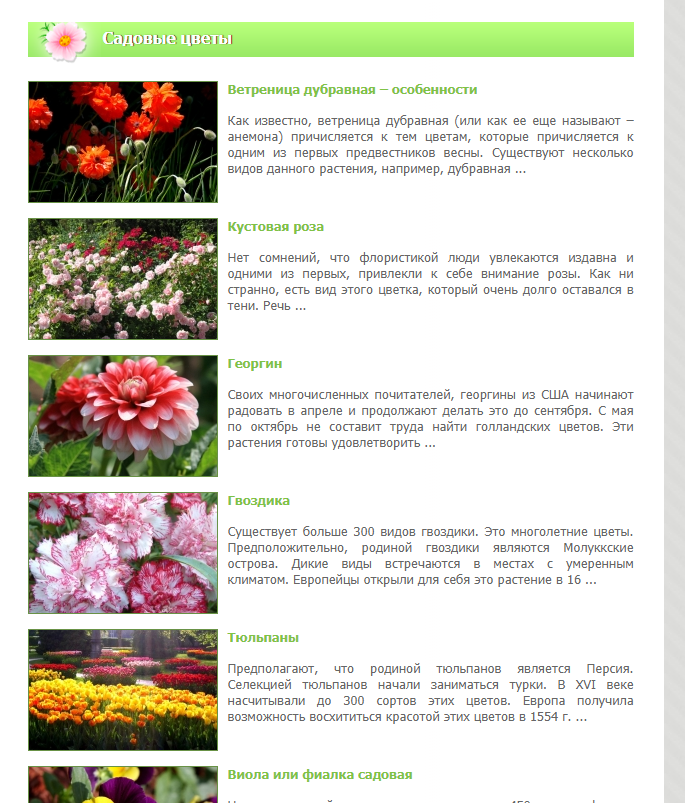 Садовые цветы
Ветреница дубравная – особенности
Как известно, ветреница дубравная (или как ее еще называют –
анемона) причисляется к тем цветам, которые причисляется к
одним из первых предвестников весны. Существуют несколько
видов данного растения, например, дубравная ...
Кустовая роза
Нет сомнений, что флористикой люди увлекаются издавна и
одними из первых, привлекли к себе внимание розы. Как ни
странно, есть вид этого цветка, который очень долго оставался в
тени. Речь ...
Георгин
Своих многочисленных почитателей, георгины из США начинают
радовать в апреле и продолжают делать это до сентября. С мая
по октябрь не составит труда найти голландских цветов. Эти
растения готовы удовлетворить ...
Гвоздика
Существует больше 300 видов гвоздики. Это многолетние цветы.
Предположительно, родиной гвоздики являются Молуккские
острова. Дикие виды встречаются в местах с умеренным
климатом. Европейцы открыли для себя это растение в 16 ...
Тюльпаны
Предполагают, что родиной тюльпанов является Персия.
Селекцией тюльпанов начали заниматься турки. В XVI веке
насчитывали до 300 сортов этих цветов. Европа получила
возможность восхититься красотой этих цветов в 1554 г. ...
Виола или фиалка садовая